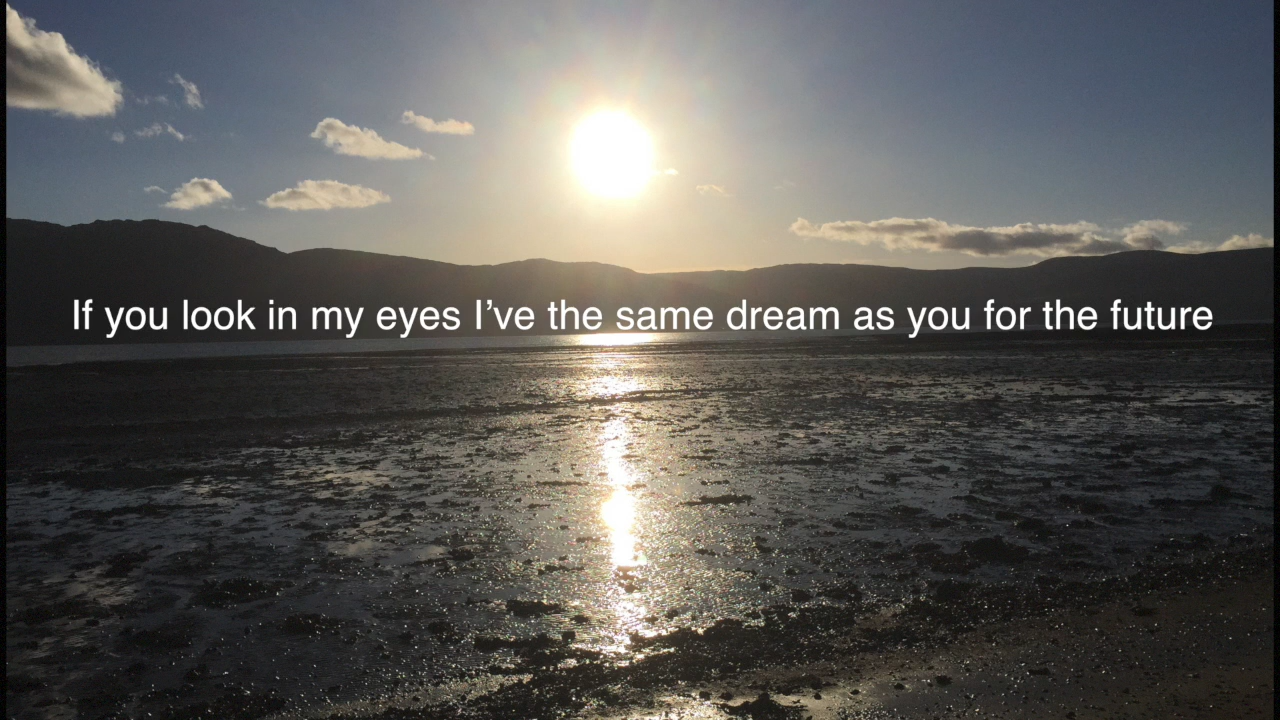 If you look in my eyes I’ve the same dream as you for the future